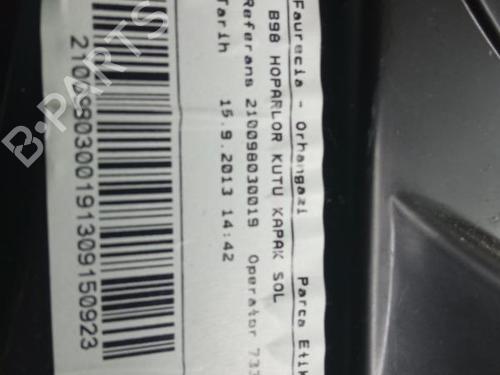 Faurecia - Orhangazi Parca Etik
B98 HOPARLOR KUTU KAPAK SOL
Referans 210098030019 Operator 733
Tarih 15.9.2013 14:42
2100980300191309150923
B-PARTS